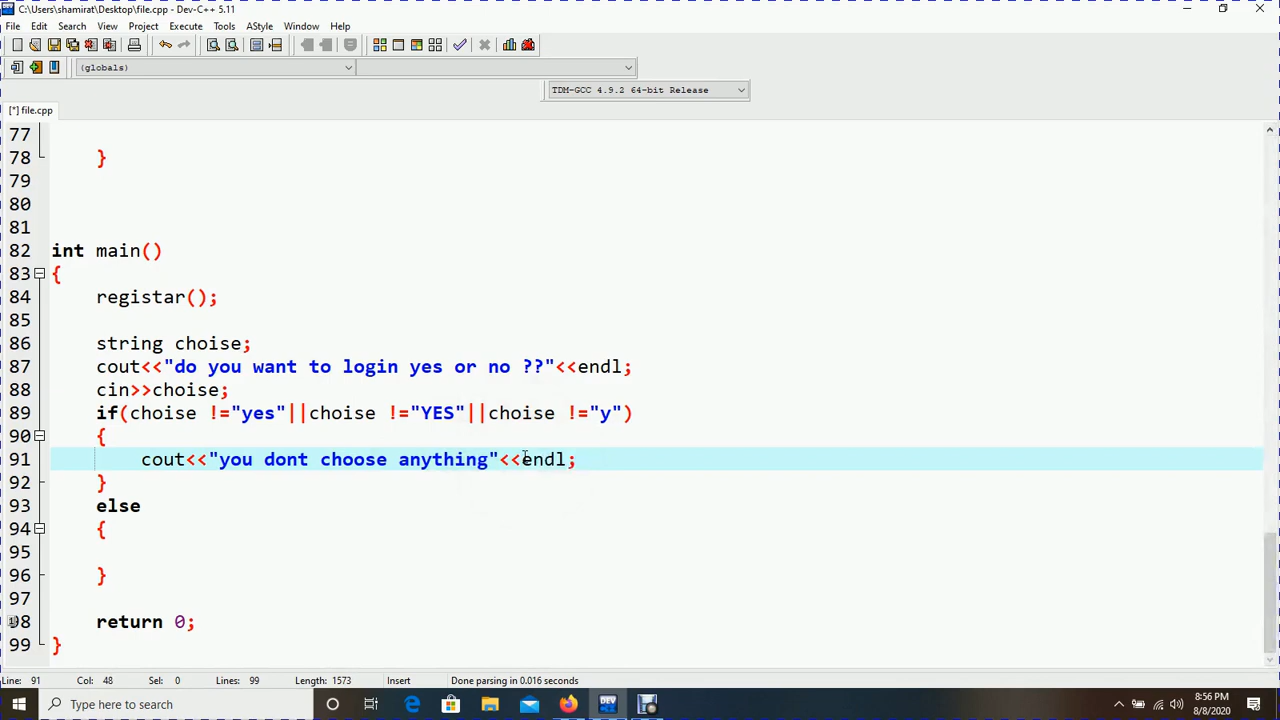 C:\Users\shamirat\Desktop\file.cpp - Dev-C++ 5.11
File Edit Search View Project Execute Tools AStyle Window Help
(globals)
TDM-GCC 4.9.2 64-bit Release
[*] file.cpp
77
78 }
79
80
81
82 int main()
83 {
84 registar();
85
86 string choise;
87 cout<<"do you want to login yes or no ??"<<endl;
88 cin>>choise;
89 if(choise !="yes"||choise !="YES"||choise !="y")
90 {
91 cout<<"you dont choose anything"<<endl;
92 }
93 else
94 {
95
96 }
97
98 return 0;
99 }
Line: 91 Col: 48 Sel: 0 Lines: 99 Length: 1573 Insert Done parsing in 0.016 seconds
Type here to search
DEV
8:56 PM
8/8/2020